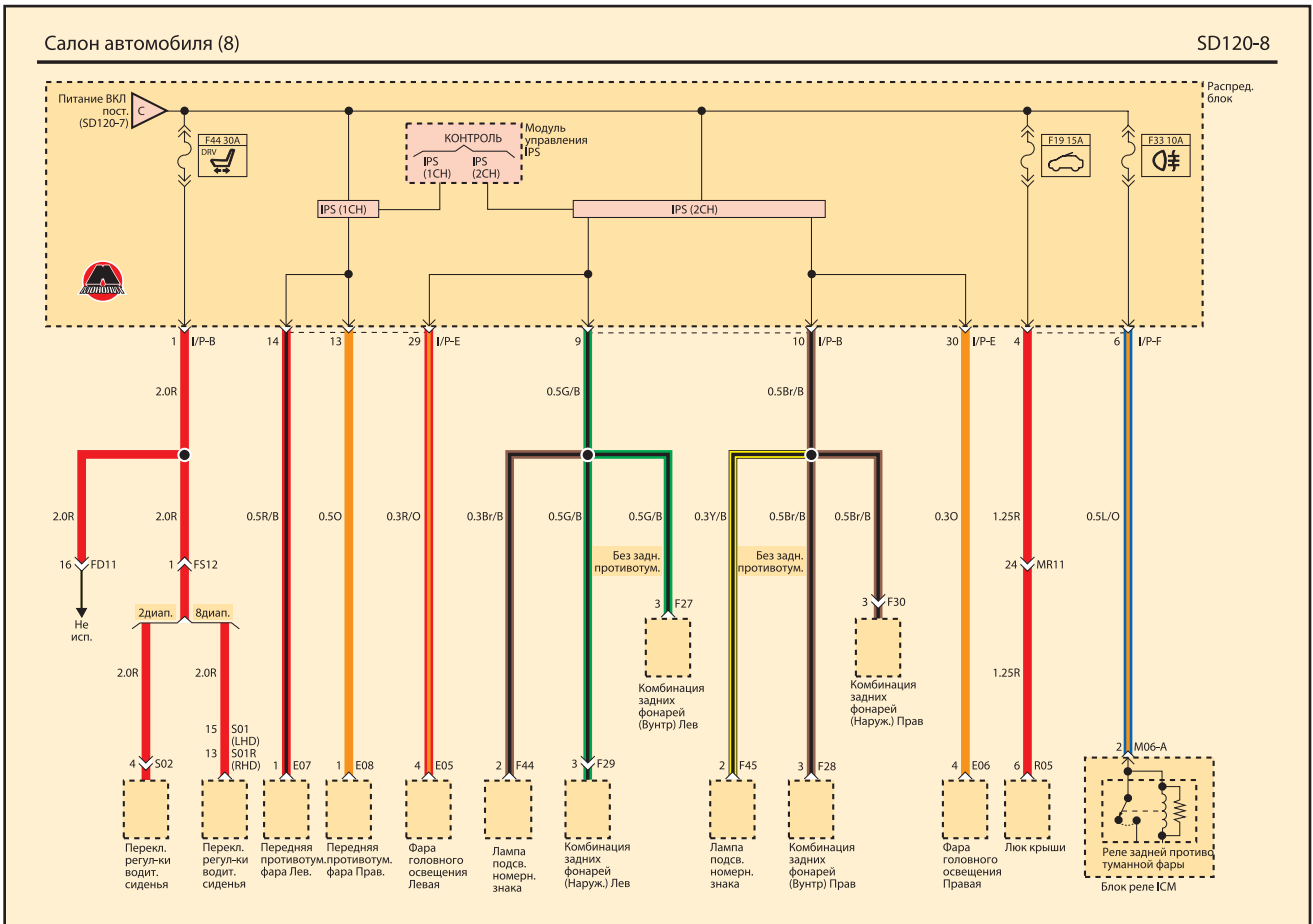 Салон автомобиля (8)
SD120-8
Питание ВКЛ
пост.
(SD120-7)
C
Распред.
блок
F44 30A
DRV
КОНТРОЛЬ
IPS
(1CH)
IPS
(2CH)
Модуль
управления
IPS
F19 15A
F33 10A
IPS (1CH)
IPS (2CH)
МОНОПОЛИЯ
1 I/P-B
14
13
29 I/P-E
9
10 I/P-B
30 I/P-E
4
6 I/P-F
2.0R
0.5G/B
0.5Br/B
2.0R
2.0R
0.5R/B
0.5O
0.3R/O
0.3Br/B
0.5G/B
0.5G/B
0.3Y/B
0.5Br/B
0.5Br/B
0.3O
1.25R
0.5L/O
Без задн.
противотум.
Без задн.
противотум.
16 FD11
1 FS12
24 MR11
Не
исп.
2диап.
8диап.
3 F27
3 F30
2.0R
2.0R
1.25R
Комбинация
задних
фонарей
(Вунтр) Лев
Комбинация
задних
фонарей
(Наруж.) Прав
15 S01
(LHD)
13 S01R
(RHD)
2 M06-A
4 S02
1 E07
1 E08
4 E05
2 F44
3 F29
2 F45
3 F28
4 E06
6 R05
Перекл.
регул-ки
водит.
сиденья
Перекл.
регул-ки
водит.
сиденья
Передняя
противотум.
фара Лев.
Передняя
противотум.
фара Прав.
Фара
головного
освещения
Левая
Лампа
подсв.
номерн.
знака
Комбинация
задних
фонарей
(Наруж.) Лев
Лампа
подсв.
номерн.
знака
Комбинация
задних
фонарей
(Вунтр) Прав
Фара
головного
освещения
Правая
Люк крыши
Реле задней противо
туманной фары
Блок реле ICM